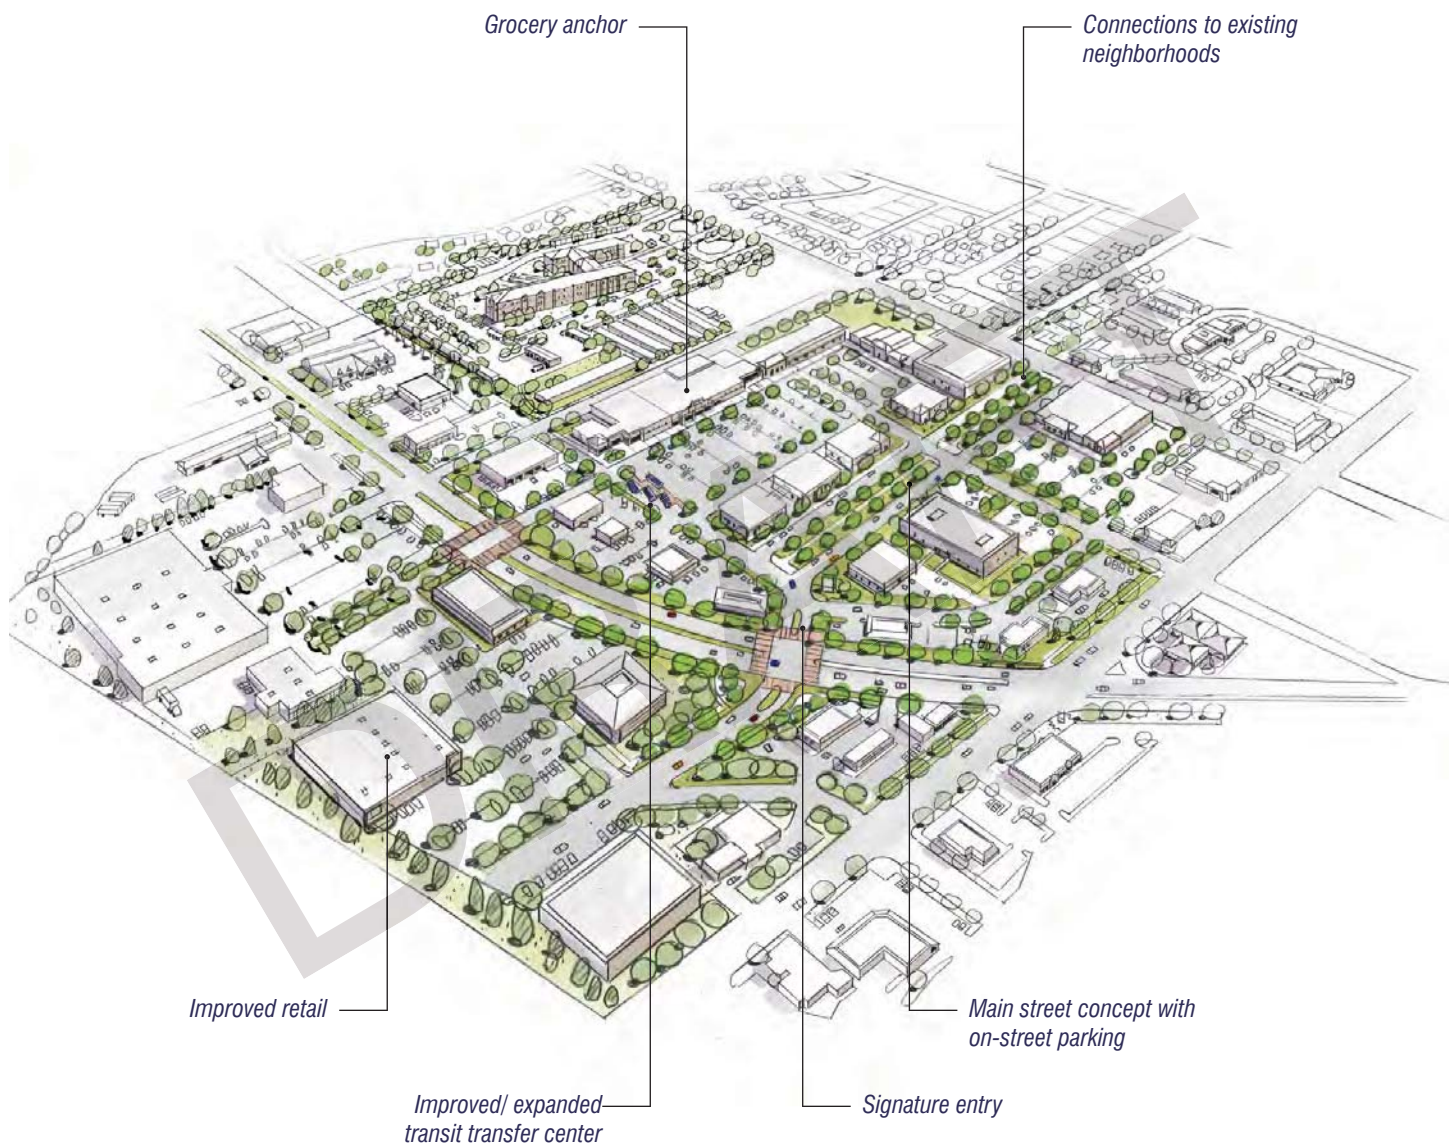 Grocery anchor
Connections to existing
neighborhoods
DRAFT
Improved retail
Main street concept with
on-street parking
Improved/ expanded
transit transfer center
Signature entry